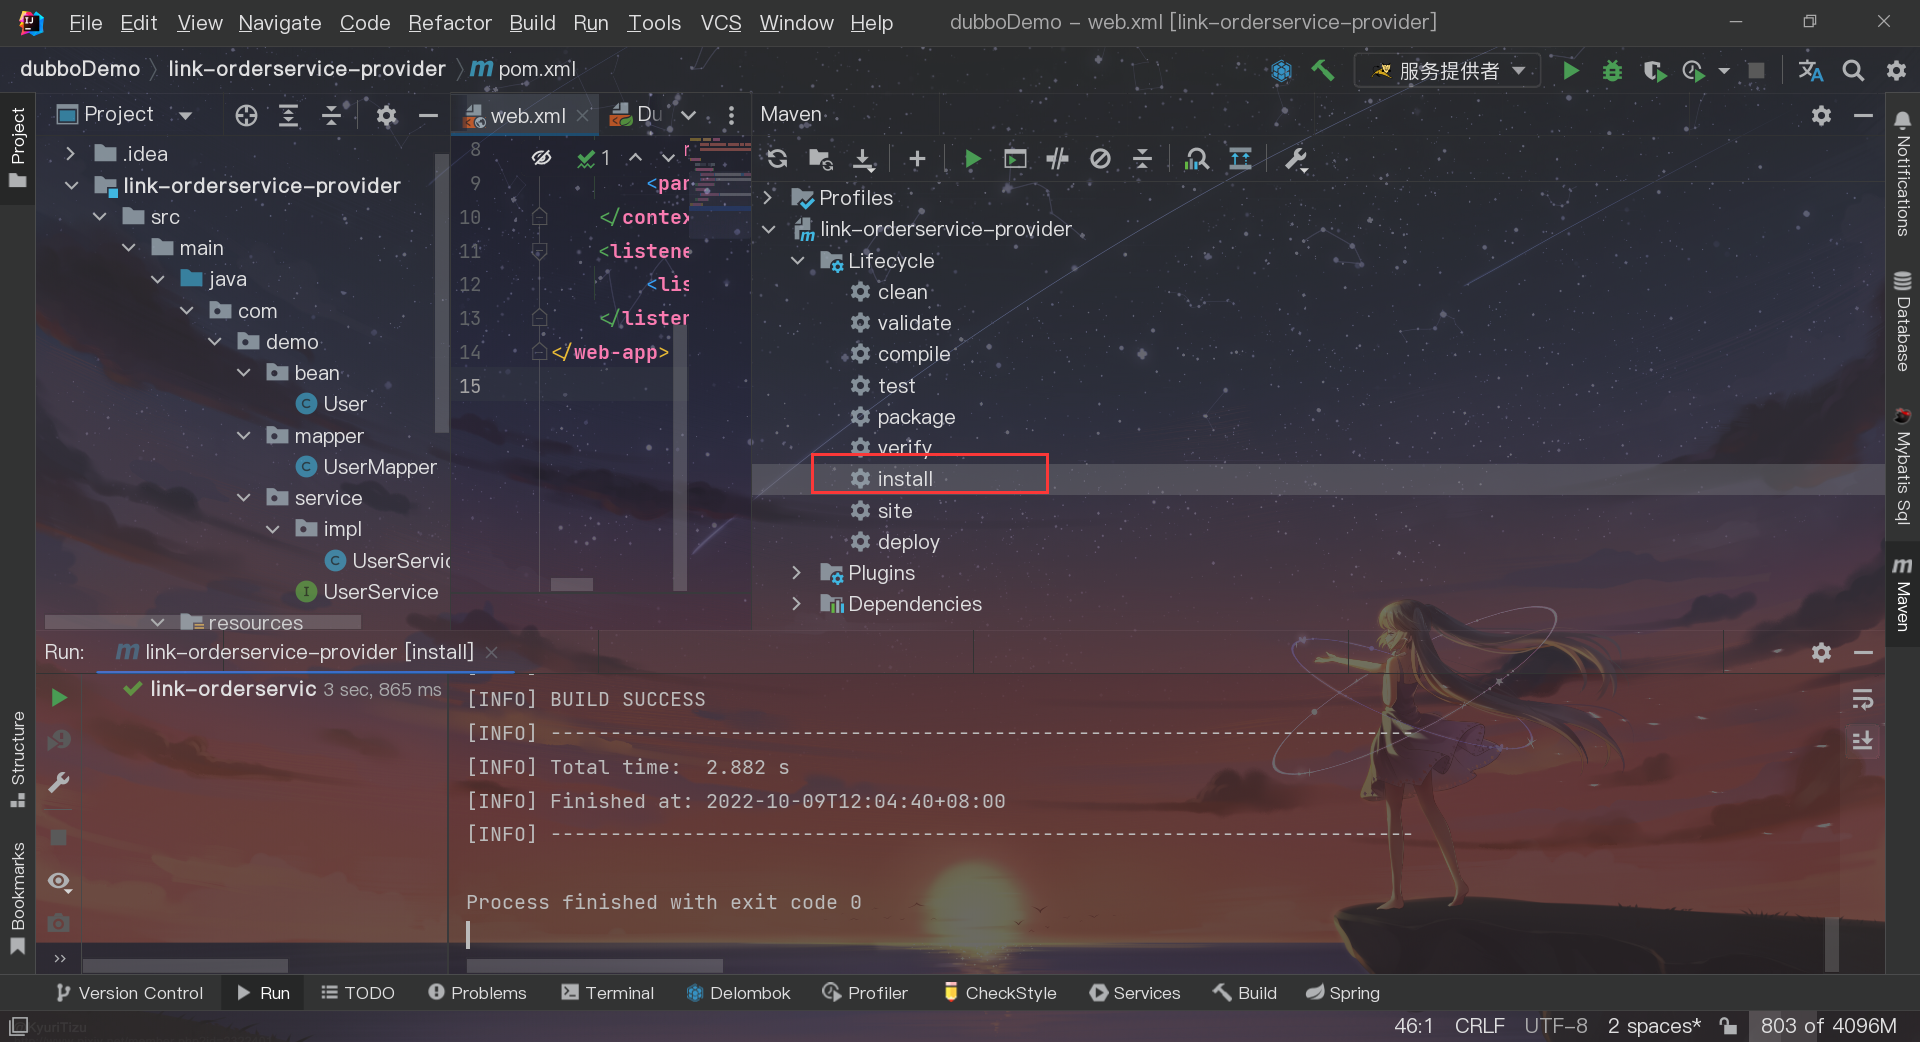 File Edit View Navigate Code Refactor Build Run Tools VCS Window Help dubboDemo - web.xml [link-orderservice-provider]
dubboDemo link-orderservice-provider m pom.xml 服务提供者
Project
web.xml
Du
Maven
Project
.idea
link-orderservice-provider
src
main
java
com
demo
bean
User
mapper
UserMapper
service
impl
UserServic
UserService
resources
1
8
9 <par
10 </contex
11 <listene
12 <lis
13 </listen
14 </web-app>
15
Profiles
link-orderservice-provider
Lifecycle
clean
validate
compile
test
package
verify
install
site
deploy
Plugins
Dependencies
Notifications
Database
Mybatis Sql
Maven
Run: link-orderservice-provider [install]
link-orderservic 3 sec, 865 ms
[INFO] BUILD SUCCESS
[INFO] ------------------------------------------------------------------------
[INFO] Total time:  2.882 s
[INFO] Finished at: 2022-10-09T12:04:40+08:00
[INFO] ------------------------------------------------------------------------
Process finished with exit code 0
Structure
Bookmarks
Version Control Run TODO Problems Terminal Delombok Profiler CheckStyle Services Build Spring
46:1 CRLF UTF-8 2 spaces* 803 of 4096M